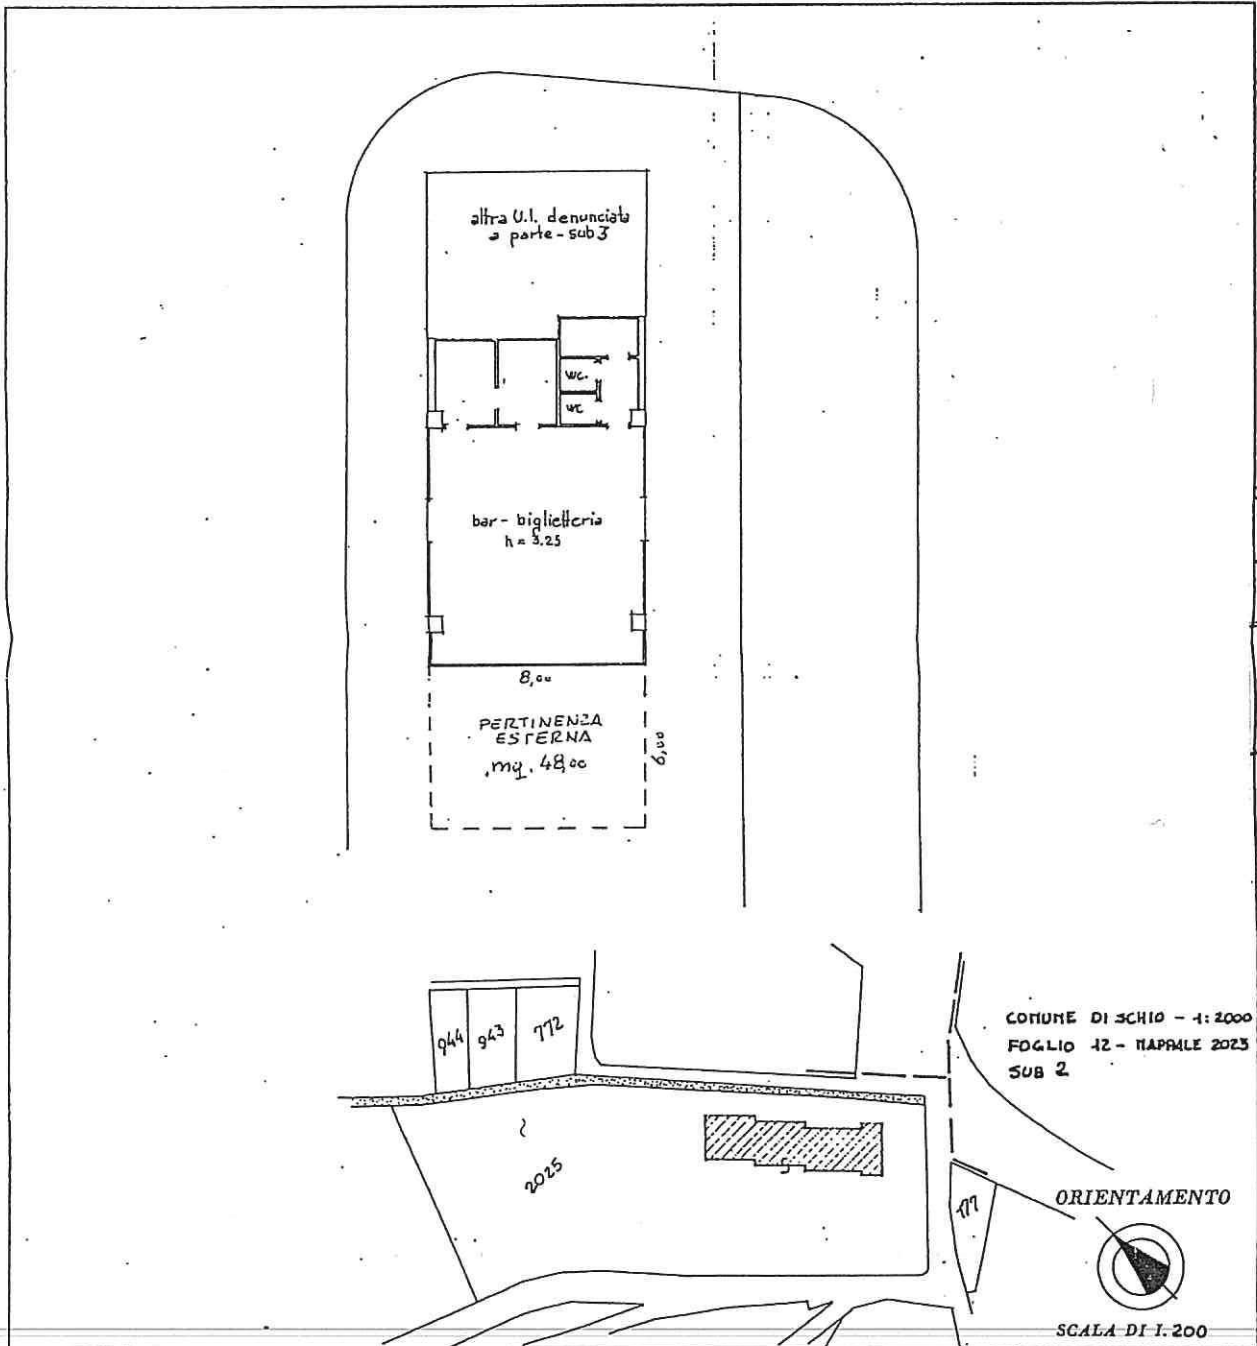 altra U.I. denunciata
a parte - sub 3
wc.
wc
bar - biglietteria
h = 3.25
8,00
PERTINENZA
ESTERNA
mq. 48,00
6,00
944
943
772
COMUNE DI SCHIO - 1:2000
FOGLIO 12 - MAPPALE 2025
SUB 2
2025
177
ORIENTAMENTO
SCALA DI 1:200